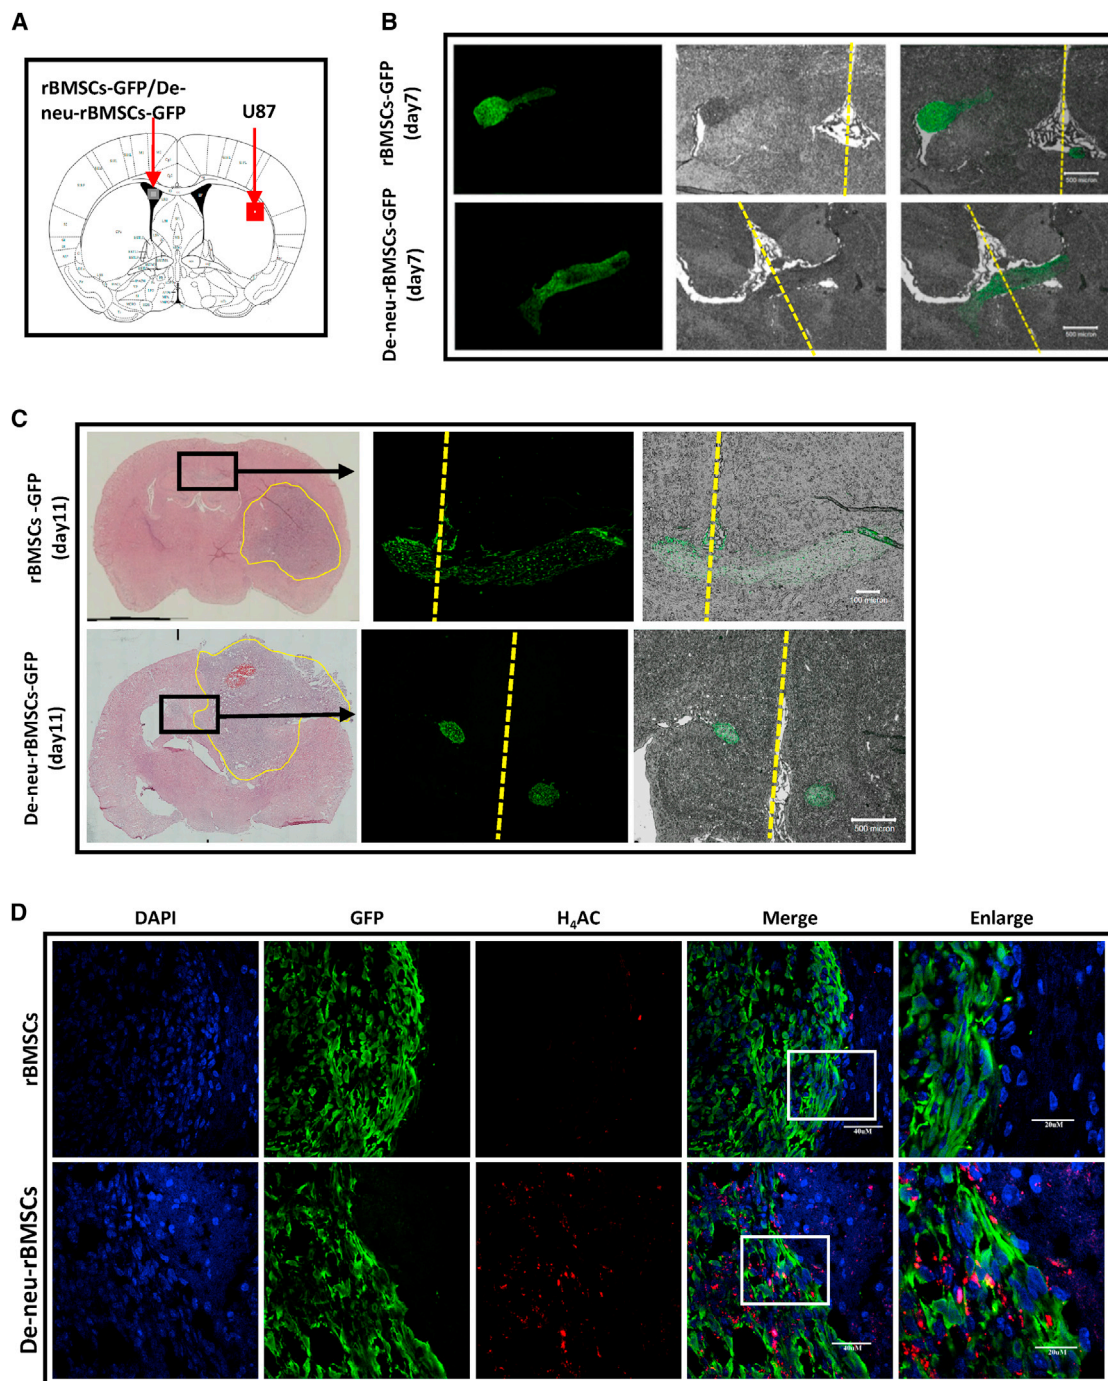 A
rBMSCs-GFP/De-
neu-rBMSCs-GFP
U87
B
rBMSCs-GFP
(day7)
500 micron
De-neu-rBMSCs-GFP
(day7)
500 micron
C
rBMSCs -GFP
(day11)
100 micron
De-neu-rBMSCs-GFP
(day11)
500 micron
D
DAPI
GFP
H₄AC
Merge
Enlarge
rBMSCs
40uM
20uM
De-neu-rBMSCs
40uM
20uM